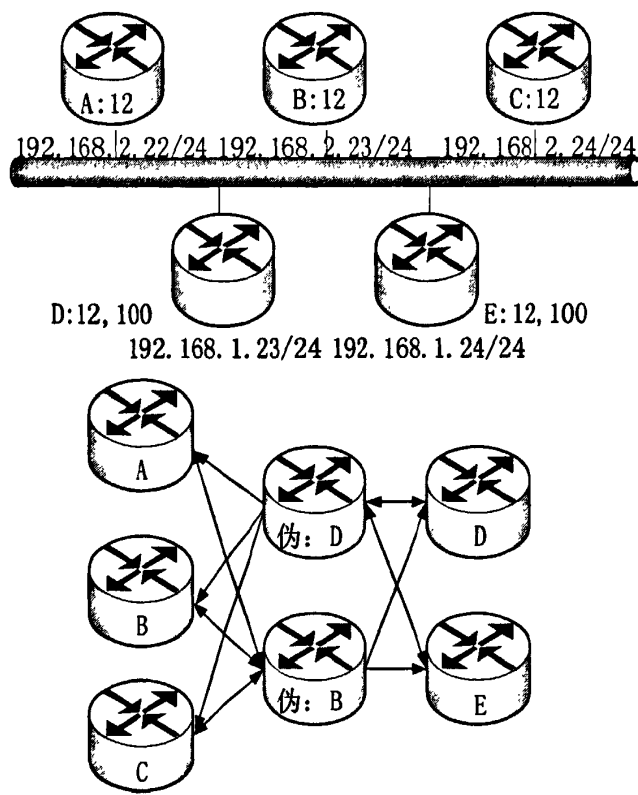 A:12
B:12
C:12
192.168.2.22/24 192.168.2.23/24 192.168 2.24/24
D:12,100
E:12,100
192.168.1.23/24 192.168.1.24/24
A
伪: D
D
B
伪: B
E
C